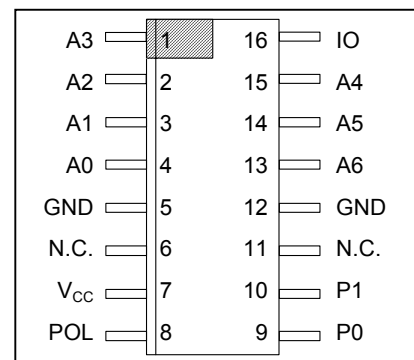 A3 1 16 IO
A2 2 15 A4
A1 3 14 A5
A0 4 13 A6
GND 5 12 GND
N.C. 6 11 N.C.
VCC 7 10 P1
POL 8 9 P0